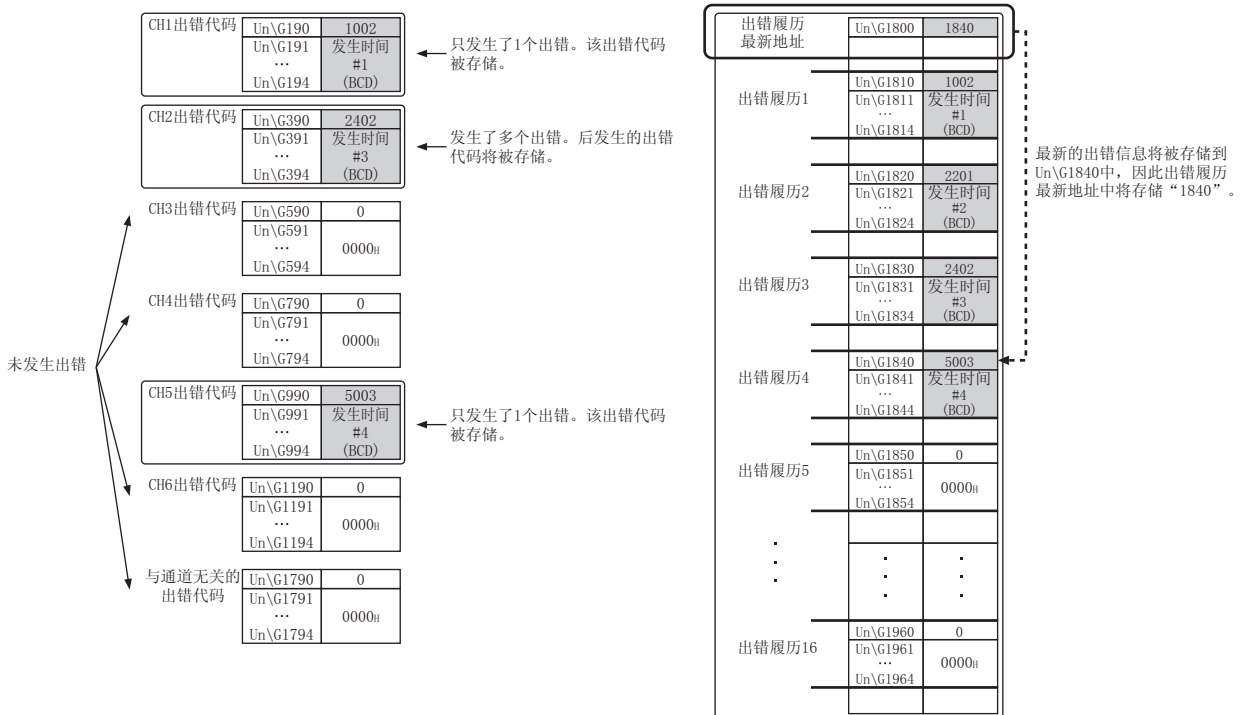 CH1出错代码
Un\G190 1002
Un\G191
…
Un\G194
发生时间
#1
(BCD)
只发生了1个出错。该出错代码
被存储。
CH2出错代码
Un\G390 2402
Un\G391
…
Un\G394
发生时间
#3
(BCD)
发生了多个出错。后发生的出错
代码将被存储。
未发生出错
CH3出错代码
Un\G590 0
Un\G591
…
Un\G594
0000H
CH4出错代码
Un\G790 0
Un\G791
…
Un\G794
0000H
CH5出错代码
Un\G990 5003
Un\G991
…
Un\G994
发生时间
#4
(BCD)
只发生了1个出错。该出错代码
被存储。
CH6出错代码
Un\G1190 0
Un\G1191
…
Un\G1194
0000H
与通道无关的
出错代码
Un\G1790 0
Un\G1791
…
Un\G1794
0000H
出错履历
最新地址
Un\G1800 1840
出错履历1
Un\G1810 1002
Un\G1811
…
Un\G1814
发生时间
#1
(BCD)
出错履历2
Un\G1820 2201
Un\G1821
…
Un\G1824
发生时间
#2
(BCD)
出错履历3
Un\G1830 2402
Un\G1831
…
Un\G1834
发生时间
#3
(BCD)
出错履历4
Un\G1840 5003
Un\G1841
…
Un\G1844
发生时间
#4
(BCD)
出错履历5
Un\G1850 0
Un\G1851
…
Un\G1854
0000H
出错履历16
Un\G1960 0
Un\G1961
…
Un\G1964
0000H
最新的出错信息将被存储到
Un\G1840中，因此出错履历
最新地址中将存储“1840”。